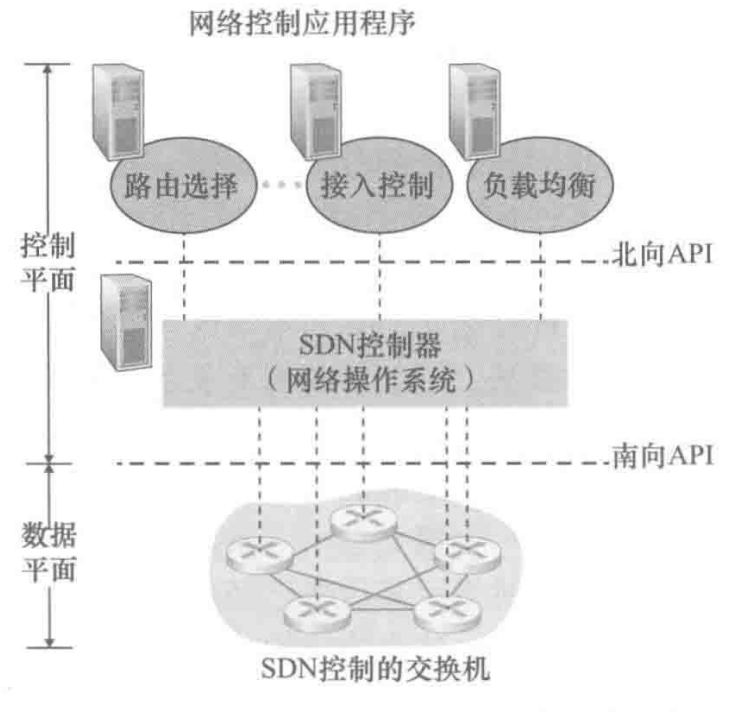 网络控制应用程序
路由选择
接入控制
负载均衡
北向API
控制
平面
SDN控制器
（网络操作系统）
南向API
数据
平面
SDN控制的交换机